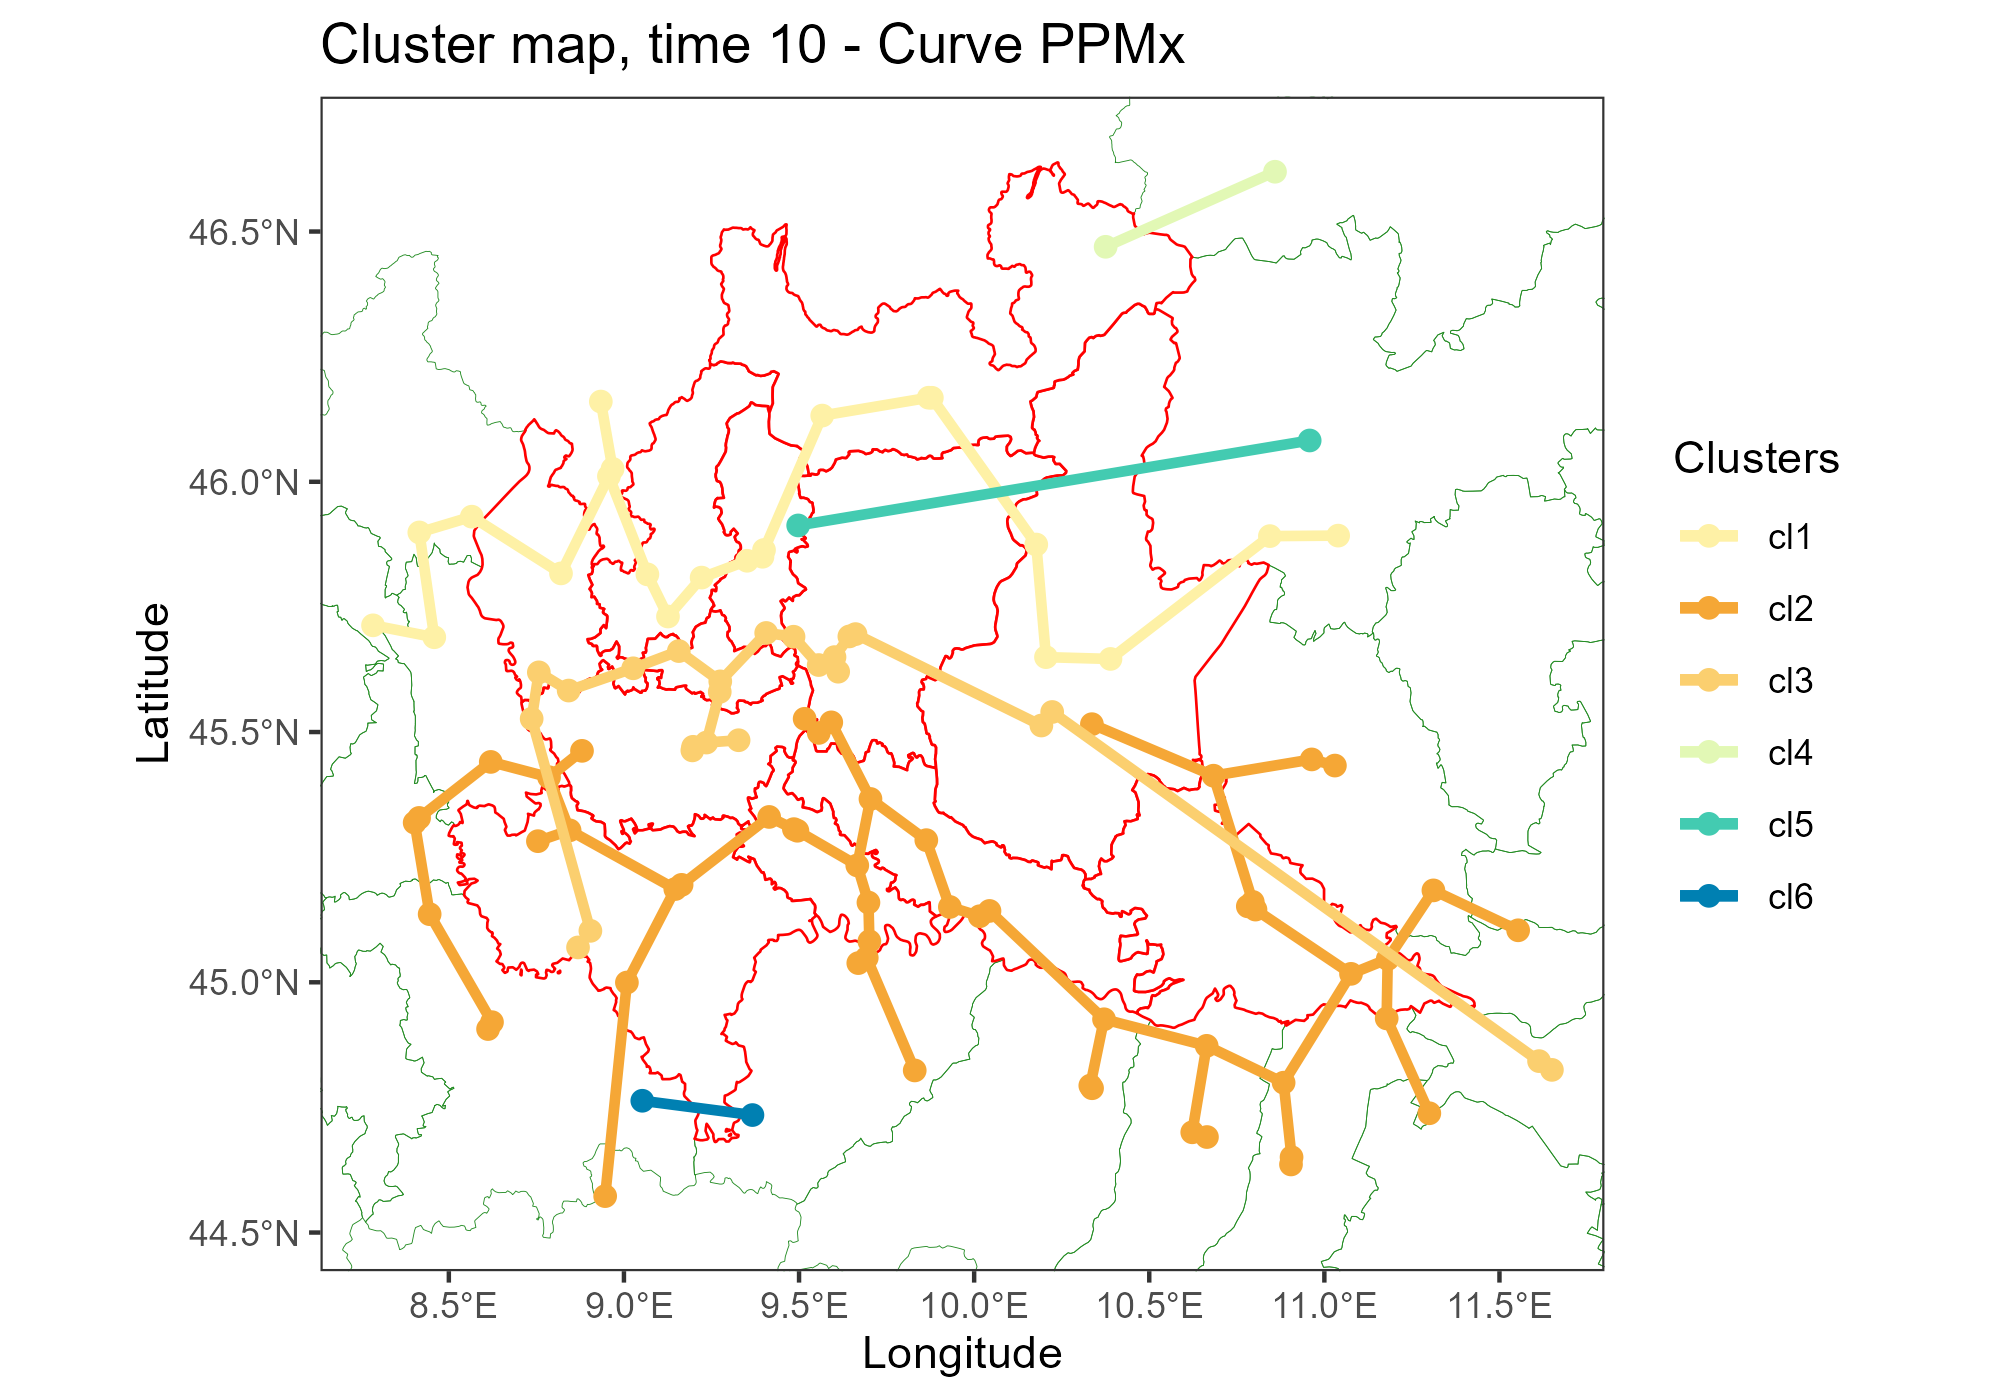 Cluster map, time 10 - Curve PPMx
46.5°N
46.0°N
45.5°N
45.0°N
44.5°N
Latitude
8.5°E
9.0°E
9.5°E
10.0°E
10.5°E
11.0°E
11.5°E
Longitude
Clusters
cl1
cl2
cl3
cl4
cl5
cl6